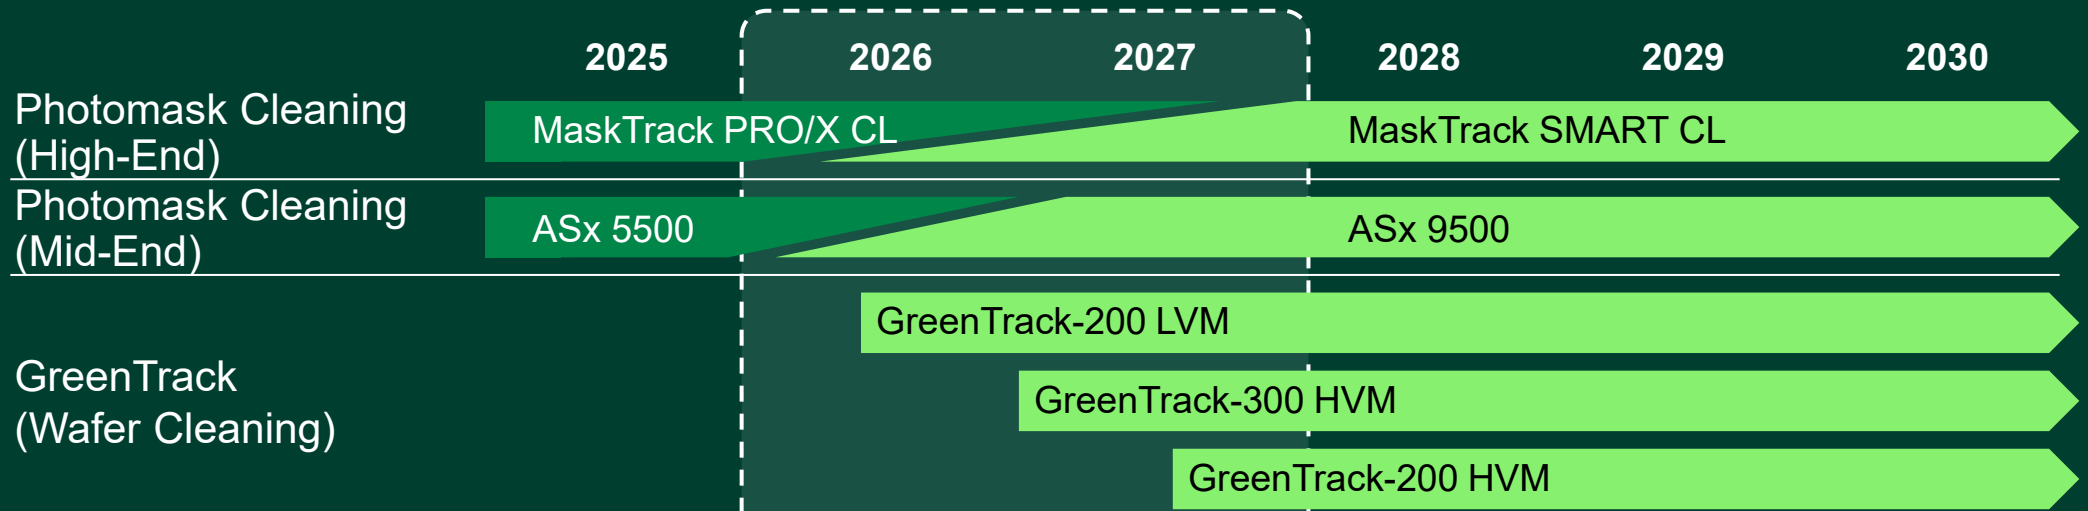 2025 2026 2027 2028 2029 2030
Photomask Cleaning
(High-End)
MaskTrack PRO/X CL
MaskTrack SMART CL
Photomask Cleaning
(Mid-End)
ASx 5500
ASx 9500
GreenTrack
(Wafer Cleaning)
GreenTrack-200 LVM
GreenTrack-300 HVM
GreenTrack-200 HVM